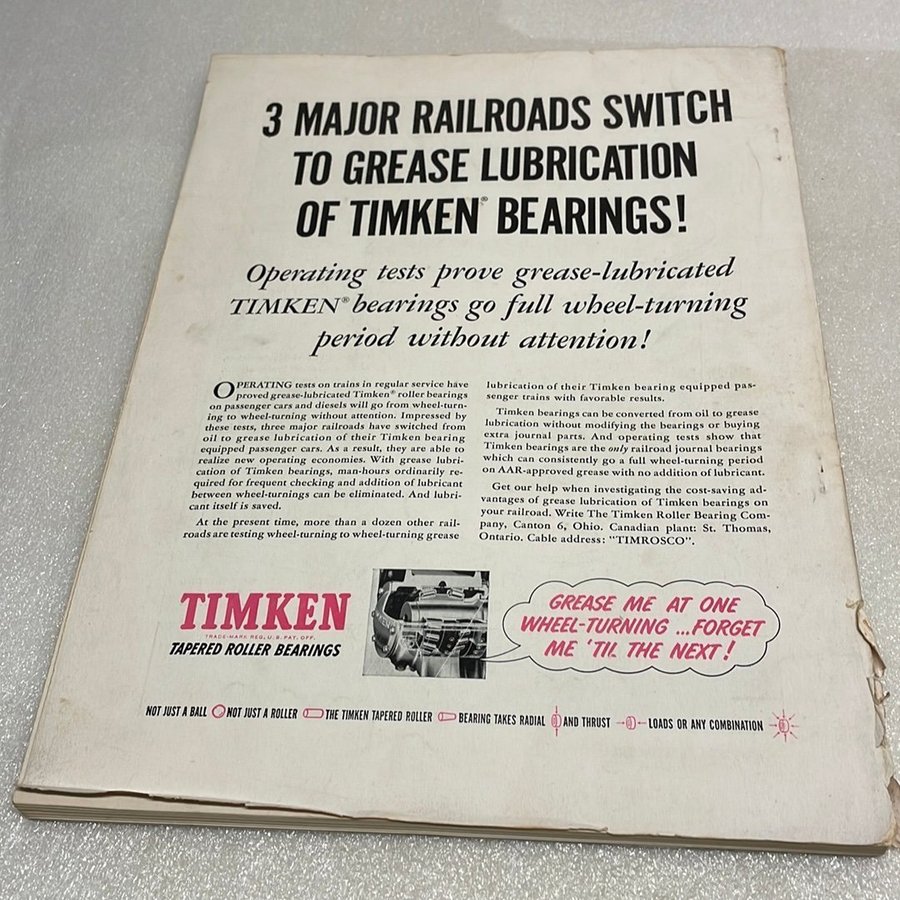 3 MAJOR RAILROADS SWITCH
TO GREASE LUBRICATION
OF TIMKEN® BEARINGS!
Operating tests prove grease-lubricated
TIMKEN® bearings go full wheel-turning
period without attention!
OPERATING tests on trains in regular service have
proved grease-lubricated Timken® roller bearings
on passenger cars and diesels will go from wheel-turn-
ing to wheel-turning without attention. Impressed by
these tests, three major railroads have switched from
oil to grease lubrication of their Timken bearing
equipped passenger cars. As a result, they are able to
realize new operating economies. With grease lubri-
cation of Timken bearings, man-hours ordinarily re-
quired for frequent checking and addition of lubricant
between wheel-turnings can be eliminated. And lubri-
cant itself is saved.
At the present time, more than a dozen other rail-
roads are testing wheel-turning to wheel-turning grease
lubrication of their Timken bearing equipped pas-
senger trains with favorable results.
Timken bearings can be converted from oil to grease
lubrication without modifying the bearings or buying
extra journal parts. And operating tests show that
Timken bearings are the only railroad journal bearings
which can consistently go a full wheel-turning period
on AAR-approved grease with no addition of lubricant.
Get our help when investigating the cost-saving ad-
vantages of grease lubrication of Timken bearings on
your railroad. Write The Timken Roller Bearing Com-
pany, Canton 6, Ohio. Canadian plant: St. Thomas,
Ontario. Cable address: "TIMROSCO".
TIMKEN
TRADE-MARK REG. U. S. PAT. OFF.
TAPERED ROLLER BEARINGS
GREASE ME AT ONE
WHEEL-TURNING ...FORGET
ME 'TIL THE NEXT!
NOT JUST A BALL NOT JUST A ROLLER THE TIMKEN TAPERED ROLLER BEARING TAKES RADIAL AND THRUST LOADS OR ANY COMBINATION